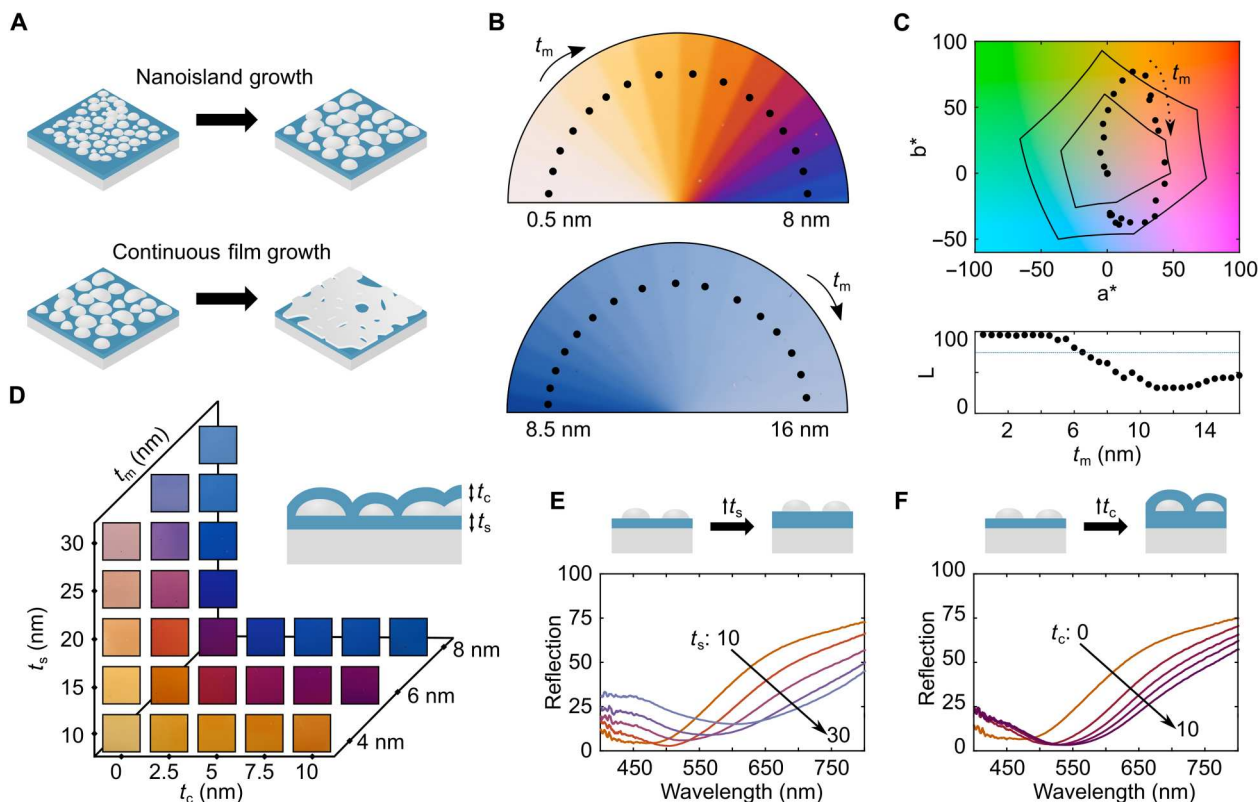 A
Nanoisland growth
Continuous film growth
B
tm
0.5 nm
8 nm
tm
8.5 nm
16 nm
C
100
50
0
−50
b*
tm
−100
−50
0
50
100
a*
100
0
L
2
6
10
14
tm (nm)
D
tm (nm)
30
25
20
15
10
ts (nm)
0
2.5
5
7.5
10
tc (nm)
4 nm
6 nm
8 nm
tc
ts
E
↑ts
100
75
50
25
0
Reflection
ts: 10
30
450
550
650
750
Wavelength (nm)
F
↑tc
100
75
50
25
0
Reflection
tc: 0
10
450
550
650
750
Wavelength (nm)